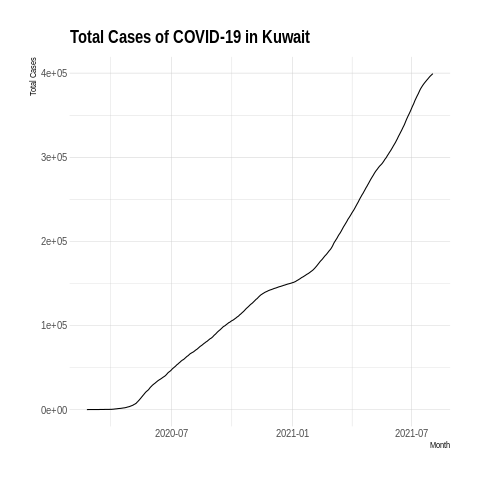 Total Cases of COVID-19 in Kuwait
Total Cases
4e+05
3e+05
2e+05
1e+05
0e+00
2020-07
2021-01
2021-07
Month